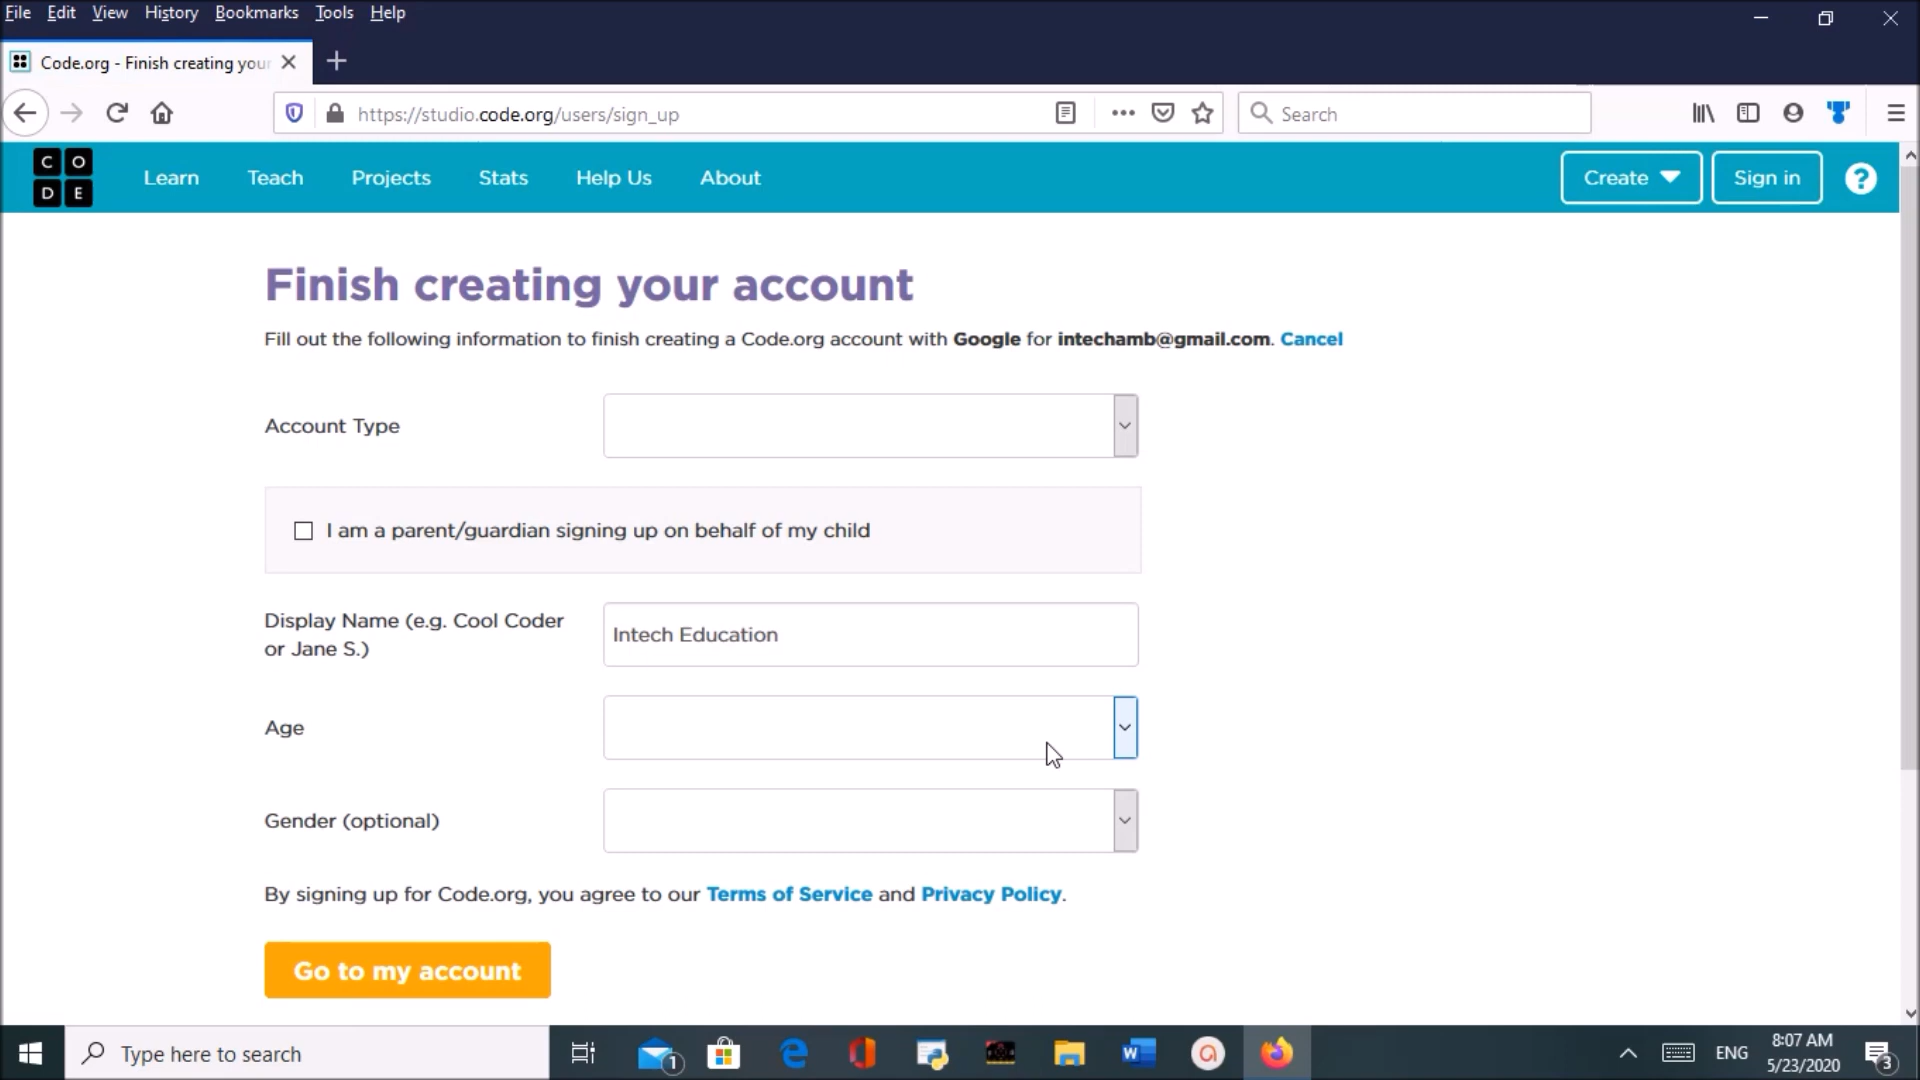 File Edit View History Bookmarks Tools Help
Code.org - Finish creating your
https://studio.code.org/users/sign_up
Search
C O
D E
Learn Teach Projects Stats Help Us About
Create
Sign in
?
Finish creating your account
Fill out the following information to finish creating a Code.org account with Google for intechamb@gmail.com. Cancel
Account Type
I am a parent/guardian signing up on behalf of my child
Display Name (e.g. Cool Coder
or Jane S.)
Intech Education
Age
Gender (optional)
By signing up for Code.org, you agree to our Terms of Service and Privacy Policy.
Go to my account
Type here to search
1
W
a
ENG
8:07 AM
5/23/2020
3